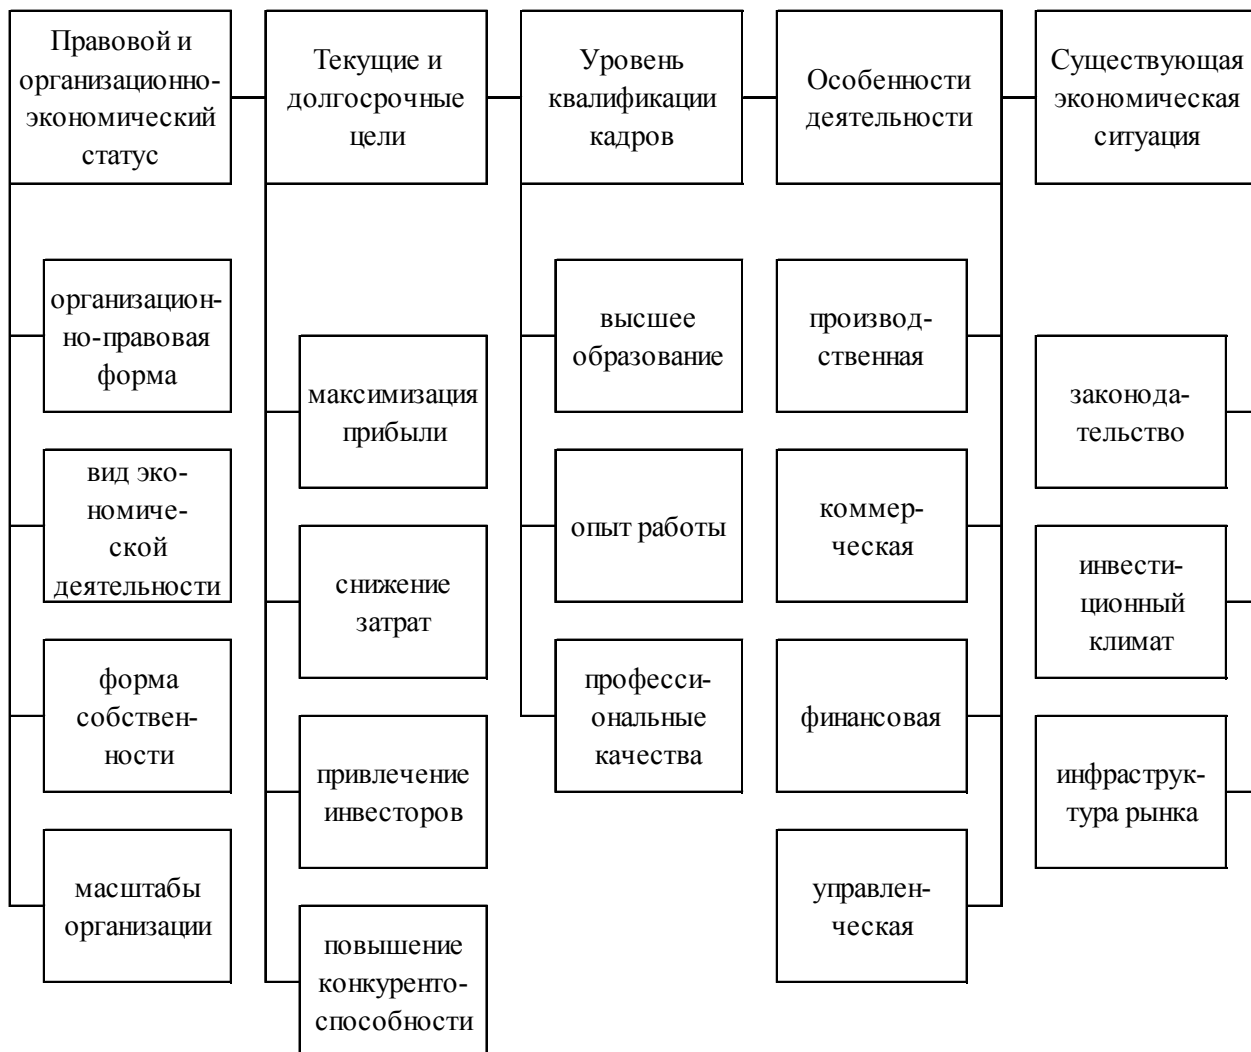 Правовой и
организационно-
экономический
статус
Текущие и
долгосрочные
цели
Уровень
квалификации
кадров
Особенности
деятельности
Существующая
экономическая
ситуация
организацион-
но-правовая
форма
вид эко-
номиче-
ской
деятельности
форма
собствен-
ности
масштабы
организации
максимизация
прибыли
снижение
затрат
привлечение
инвесторов
повышение
конкуренто-
способности
высшее
образование
опыт работы
професси-
ональные
качества
производ-
ственная
коммер-
ческая
финансовая
управлен-
ческая
законода-
тельство
инвести-
ционный
климат
инфраструк-
тура рынка